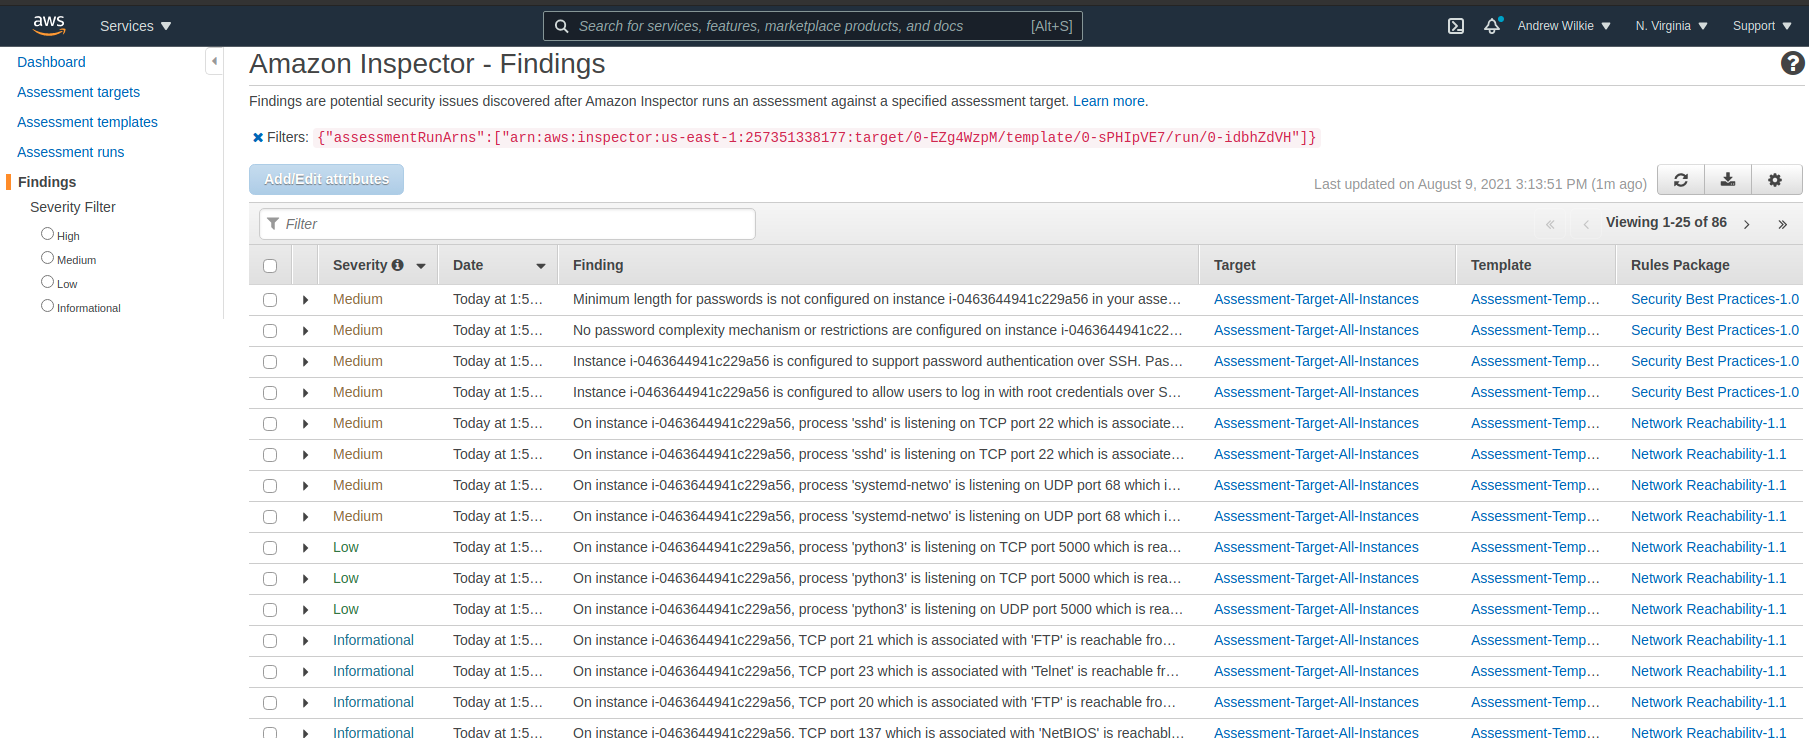 aws Services Search for services, features, marketplace products, and docs [Alt+S] Andrew Wilkie N. Virginia Support
Dashboard
Assessment targets
Assessment templates
Assessment runs
Findings
Severity Filter
High
Medium
Low
Informational
Amazon Inspector - Findings
Findings are potential security issues discovered after Amazon Inspector runs an assessment against a specified assessment target. Learn more.
Filters: {"assessmentRunArns":["arn:aws:inspector:us-east-1:257351338177:target/0-EZg4WzpM/template/0-sPHIpVE7/run/0-idbhZdVH"]}
Add/Edit attributes Last updated on August 9, 2021 3:13:51 PM (1m ago)
Filter « ‹ Viewing 1-25 of 86 › »
Severity Date Finding Target Template Rules Package
Medium Today at 1:5… Minimum length for passwords is not configured on instance i-0463644941c229a56 in your asse… Assessment-Target-All-Instances Assessment-Temp… Security Best Practices-1.0
Medium Today at 1:5… No password complexity mechanism or restrictions are configured on instance i-0463644941c22… Assessment-Target-All-Instances Assessment-Temp… Security Best Practices-1.0
Medium Today at 1:5… Instance i-0463644941c229a56 is configured to support password authentication over SSH. Pas… Assessment-Target-All-Instances Assessment-Temp… Security Best Practices-1.0
Medium Today at 1:5… Instance i-0463644941c229a56 is configured to allow users to log in with root credentials over S… Assessment-Target-All-Instances Assessment-Temp… Security Best Practices-1.0
Medium Today at 1:5… On instance i-0463644941c229a56, process 'sshd' is listening on TCP port 22 which is associate… Assessment-Target-All-Instances Assessment-Temp… Network Reachability-1.1
Medium Today at 1:5… On instance i-0463644941c229a56, process 'sshd' is listening on TCP port 22 which is associate… Assessment-Target-All-Instances Assessment-Temp… Network Reachability-1.1
Medium Today at 1:5… On instance i-0463644941c229a56, process 'systemd-netwo' is listening on UDP port 68 which i… Assessment-Target-All-Instances Assessment-Temp… Network Reachability-1.1
Medium Today at 1:5… On instance i-0463644941c229a56, process 'systemd-netwo' is listening on UDP port 68 which i… Assessment-Target-All-Instances Assessment-Temp… Network Reachability-1.1
Low Today at 1:5… On instance i-0463644941c229a56, process 'python3' is listening on TCP port 5000 which is rea… Assessment-Target-All-Instances Assessment-Temp… Network Reachability-1.1
Low Today at 1:5… On instance i-0463644941c229a56, process 'python3' is listening on TCP port 5000 which is rea… Assessment-Target-All-Instances Assessment-Temp… Network Reachability-1.1
Low Today at 1:5… On instance i-0463644941c229a56, process 'python3' is listening on UDP port 5000 which is rea… Assessment-Target-All-Instances Assessment-Temp… Network Reachability-1.1
Informational Today at 1:5… On instance i-0463644941c229a56, TCP port 21 which is associated with 'FTP' is reachable fro… Assessment-Target-All-Instances Assessment-Temp… Network Reachability-1.1
Informational Today at 1:5… On instance i-0463644941c229a56, TCP port 23 which is associated with 'Telnet' is reachable fr… Assessment-Target-All-Instances Assessment-Temp… Network Reachability-1.1
Informational Today at 1:5… On instance i-0463644941c229a56, TCP port 20 which is associated with 'FTP' is reachable fro… Assessment-Target-All-Instances Assessment-Temp… Network Reachability-1.1
Informational Today at 1:5… On instance i-0463644941c229a56, TCP port 137 which is associated with 'NetBIOS' is reachabl… Assessment-Target-All-Instances Assessment-Temp… Network Reachability-1.1